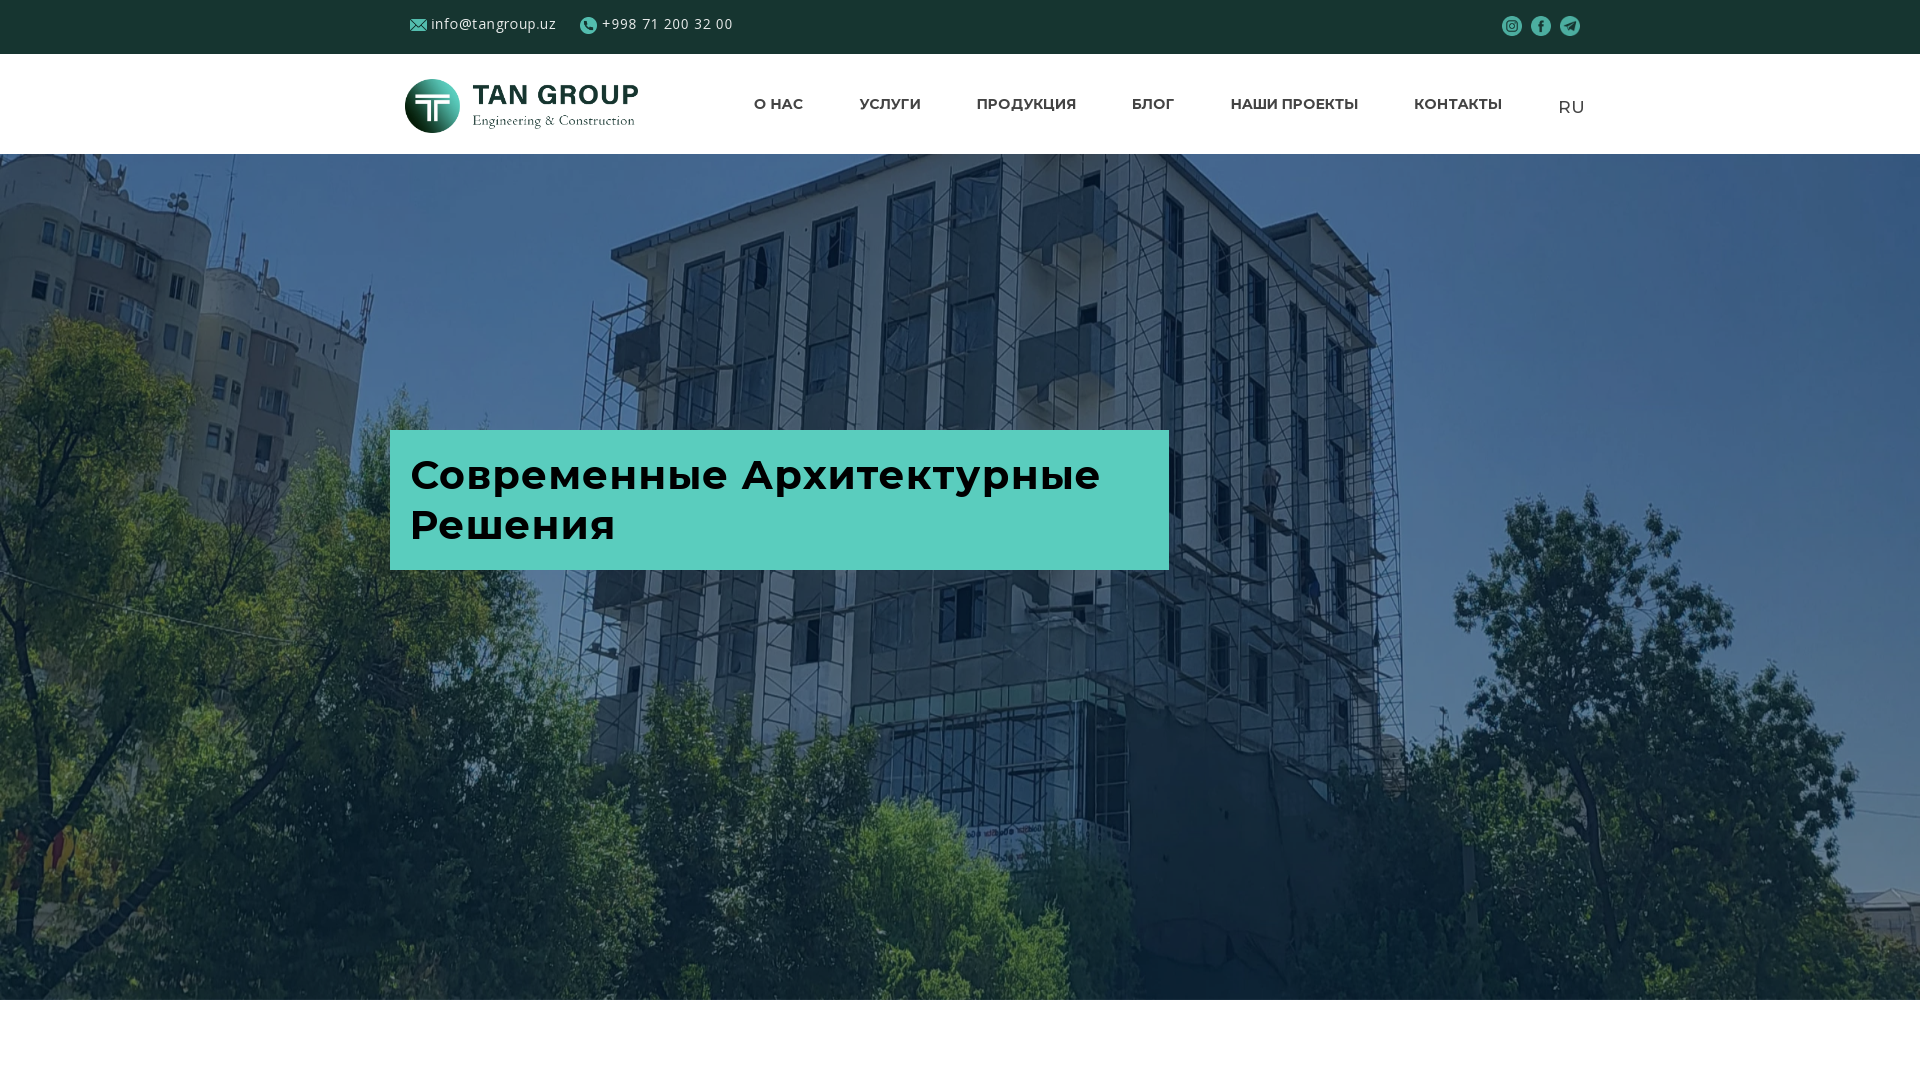 info@tangroup.uz +998 71 200 32 00
TAN GROUP
Engineering & Construction
О НАС УСЛУГИ ПРОДУКЦИЯ БЛОГ НАШИ ПРОЕКТЫ КОНТАКТЫ RU
Современные Архитектурные
Решения